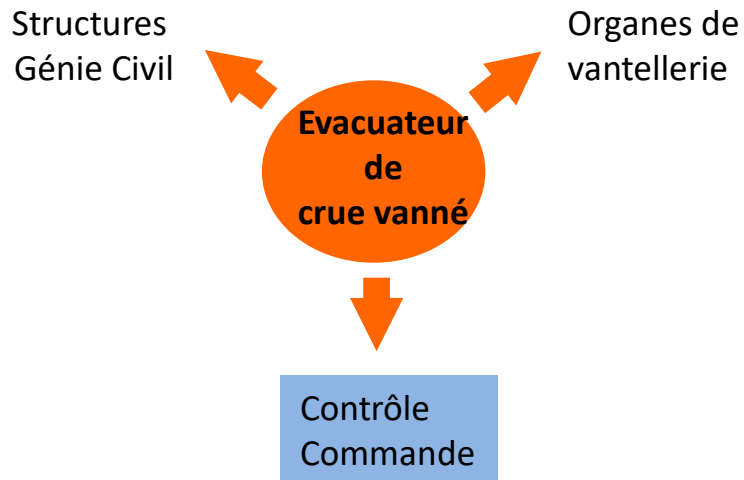 Structures
Génie Civil
Organes de
vantellerie
Evacuateur
de
crue vanné
Contrôle
Commande